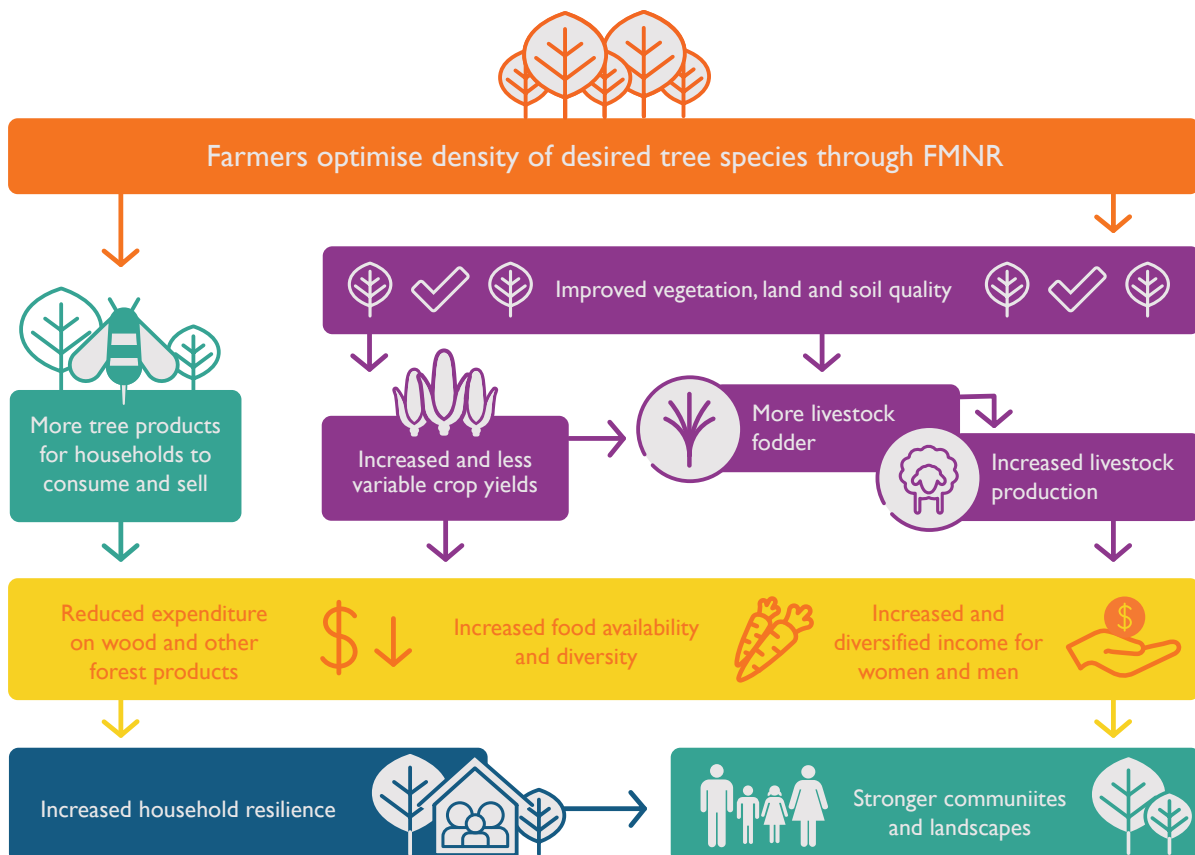 Farmers optimise density of desired tree species through FMNR
Improved vegetation, land and soil quality
More tree products
for households to
consume and sell
Increased and less
variable crop yields
More livestock
fodder
Increased livestock
production
Reduced expenditure
on wood and other
forest products
$
Increased food availability
and diversity
Increased and
diversified income for
women and men
$
Increased household resilience
Stronger communiites
and landscapes